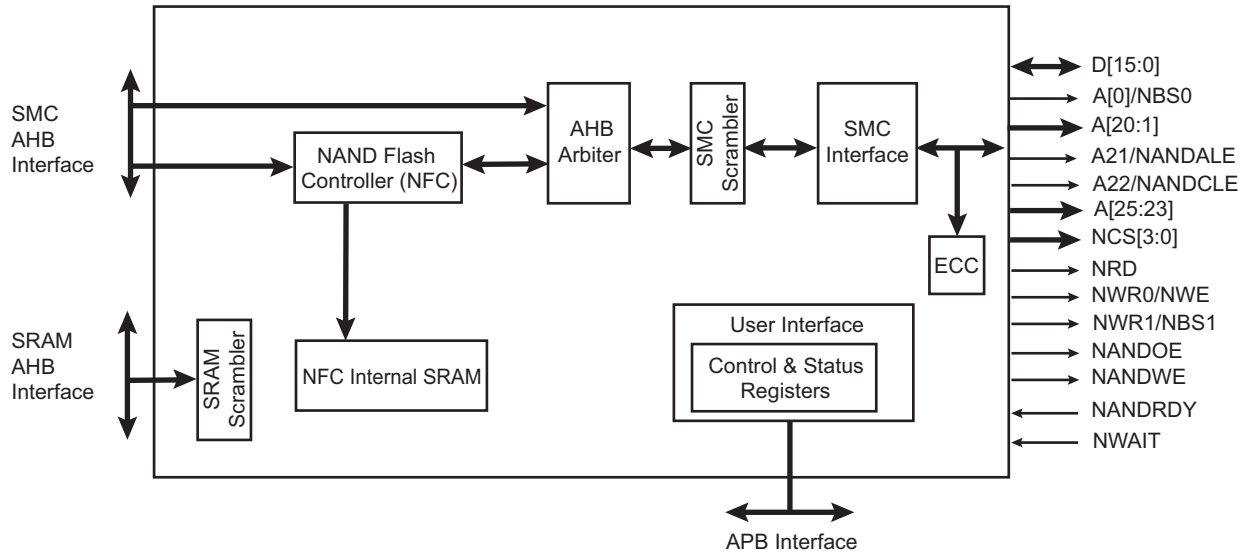 SMC
AHB
Interface
NAND Flash
Controller (NFC)
AHB
Arbiter
SMC
Scrambler
SMC
Interface
ECC
D[15:0]
A[0]/NBS0
A[20:1]
A21/NANDALE
A22/NANDCLE
A[25:23]
NCS[3:0]
NRD
NWR0/NWE
NWR1/NBS1
NANDOE
NANDWE
NANDRDY
NWAIT
SRAM
AHB
Interface
SRAM
Scrambler
NFC Internal SRAM
User Interface
Control & Status
Registers
APB Interface